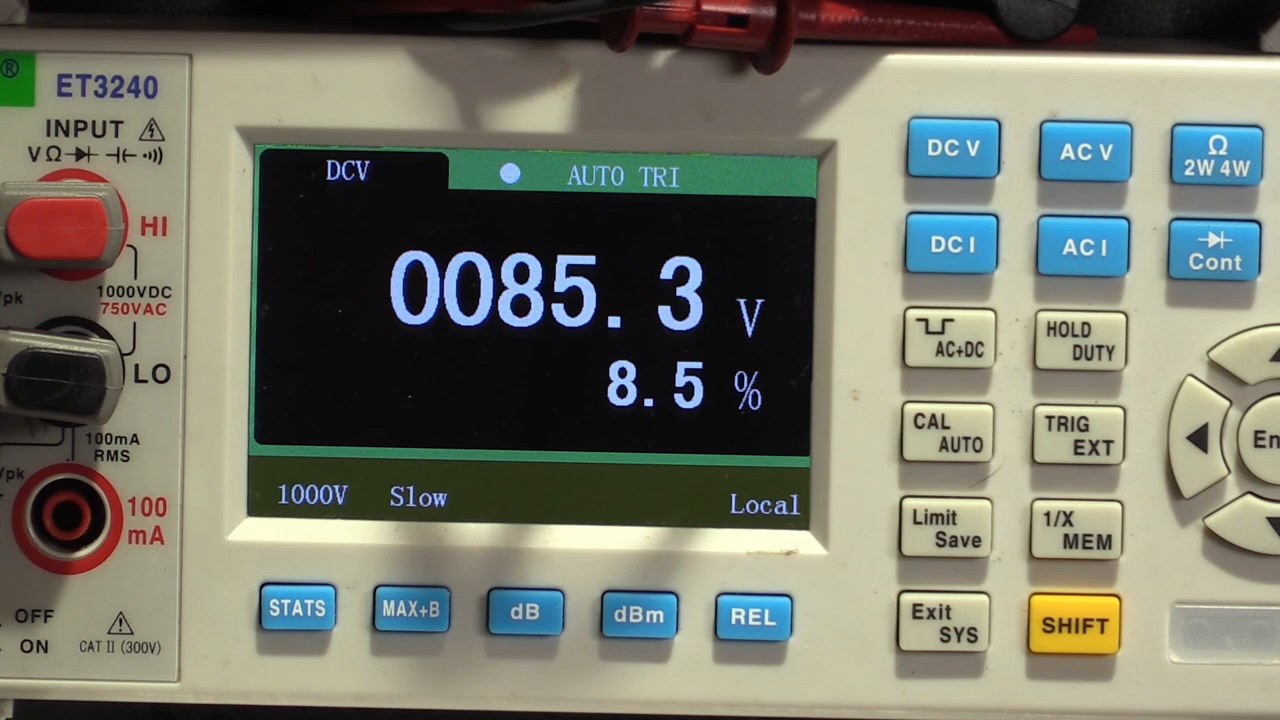 ®
ET3240
INPUT
VΩ
HI
1000VDC
750VAC
LO
100mA
RMS
100
mA
OFF
ON
CAT II (300V)
DCV
AUTO TRI
0085.3 V
8.5 %
1000V Slow Local
STATS
MAX+B
dB
dBm
REL
DC V
AC V
Ω
2W 4W
DC I
AC I
Cont
AC+DC
HOLD
DUTY
CAL
AUTO
TRIG
EXT
Limit
Save
1/X
MEM
Exit
SYS
SHIFT